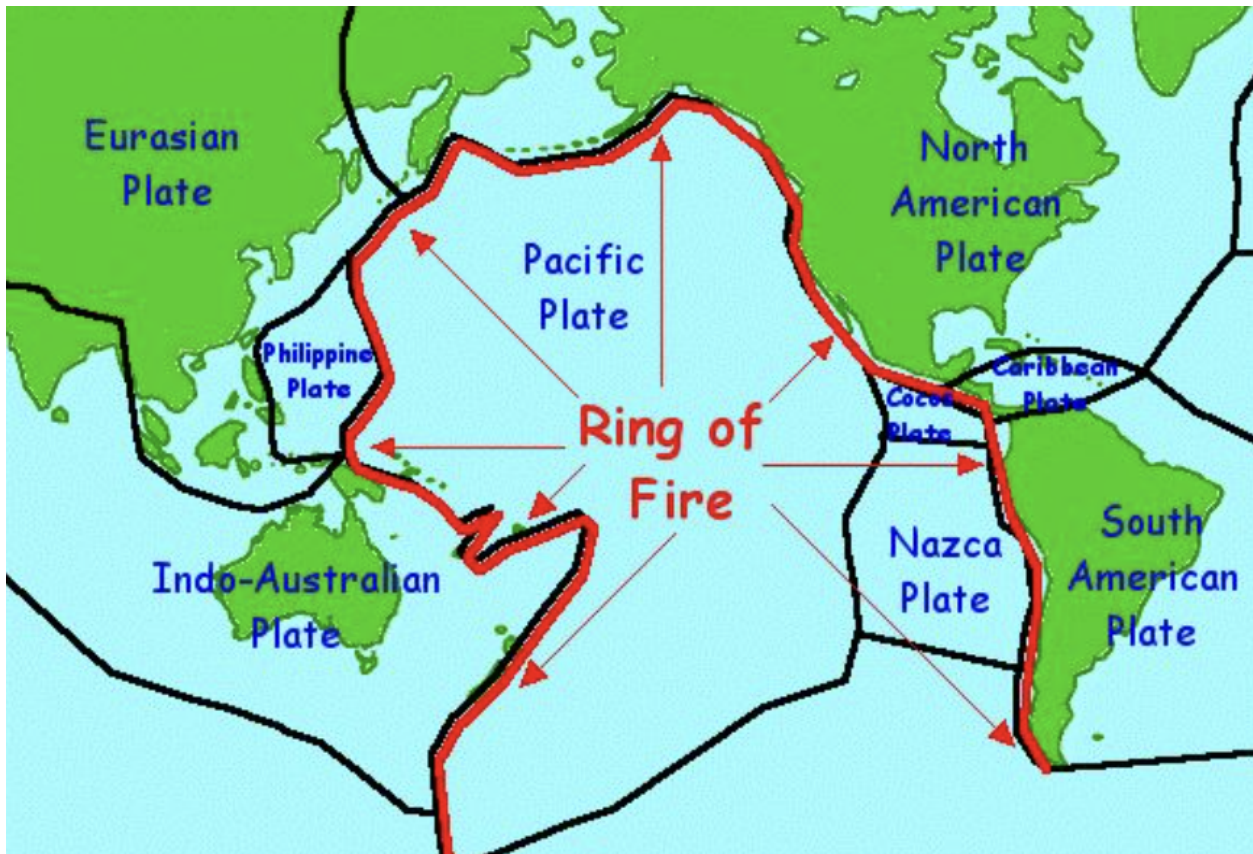 Eurasian
Plate
North
American
Plate
Pacific
Plate
Philippine
Plate
Caribbean
Plate
Cocos
Plate
Ring of
Fire
Nazca
Plate
South
American
Plate
Indo-Australian
Plate